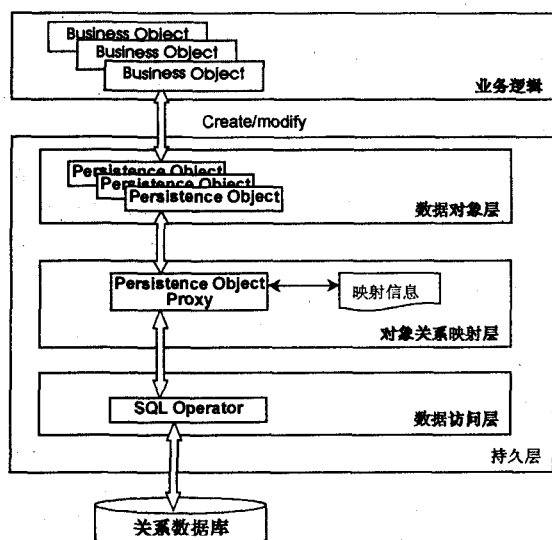 Business Object
Business Object
Business Object
业务逻辑
Create/modify
Persistence Object
Persistence Object
Persistence Object
数据对象层
Persistence Object
Proxy
映射信息
对象关系映射层
SQL Operator
数据访问层
持久层
关系数据库